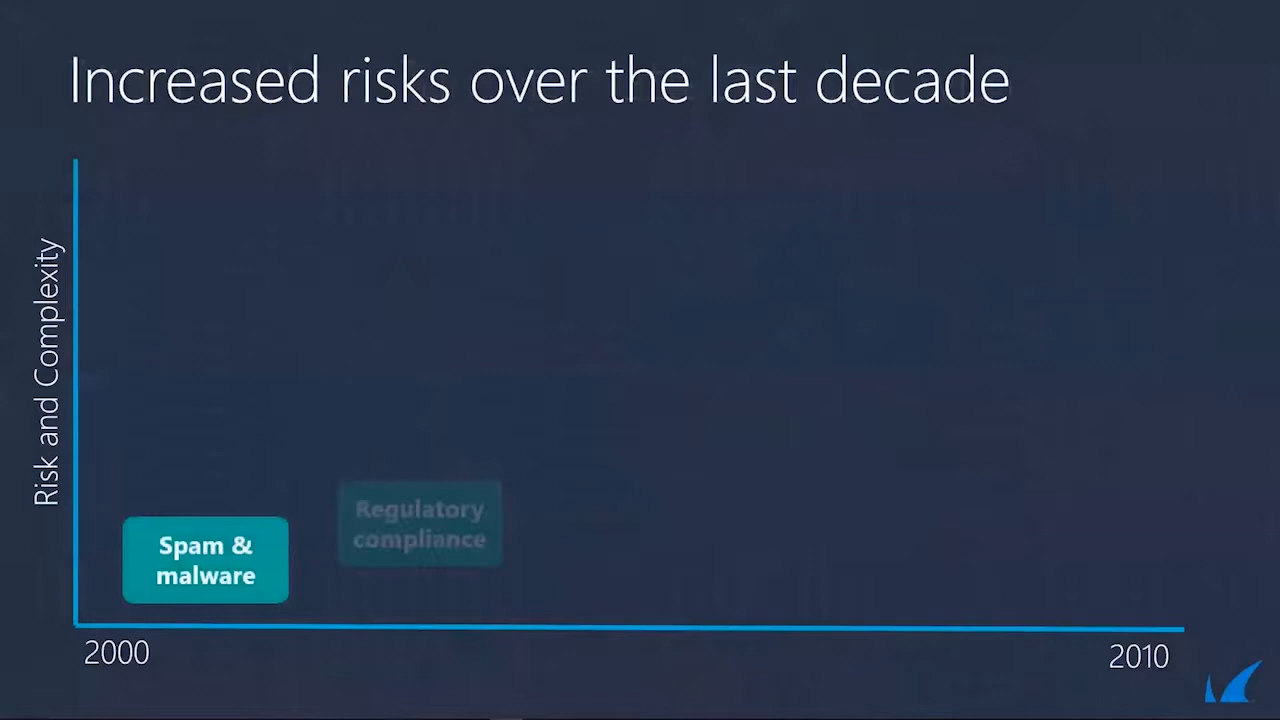 Increased risks over the last decade
Risk and Complexity
Regulatory
compliance
Spam &
malware
2000
2010